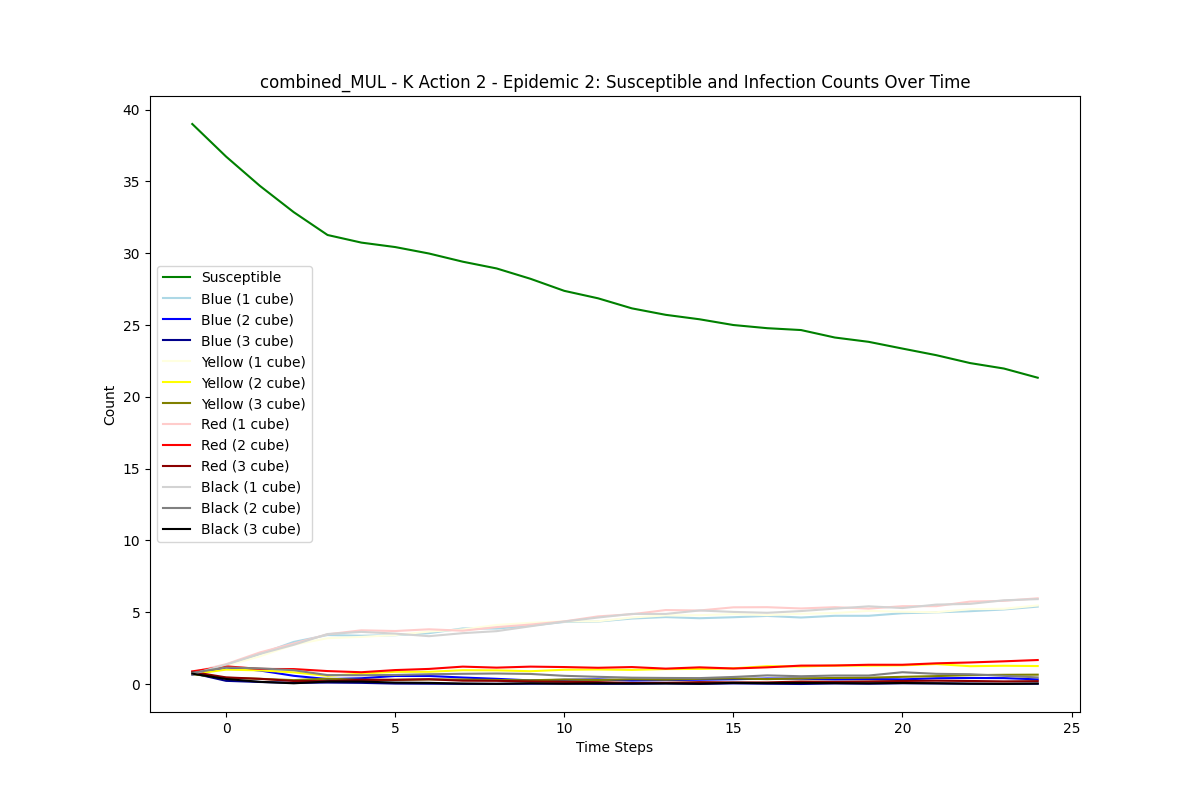 combined_MUL - K Action 2 - Epidemic 2: Susceptible and Infection Counts Over Time
40
35
30
25
20
15
10
5
0
Count
Susceptible
Blue (1 cube)
Blue (2 cube)
Blue (3 cube)
Yellow (1 cube)
Yellow (2 cube)
Yellow (3 cube)
Red (1 cube)
Red (2 cube)
Red (3 cube)
Black (1 cube)
Black (2 cube)
Black (3 cube)
0 5 10 15 20 25
Time Steps